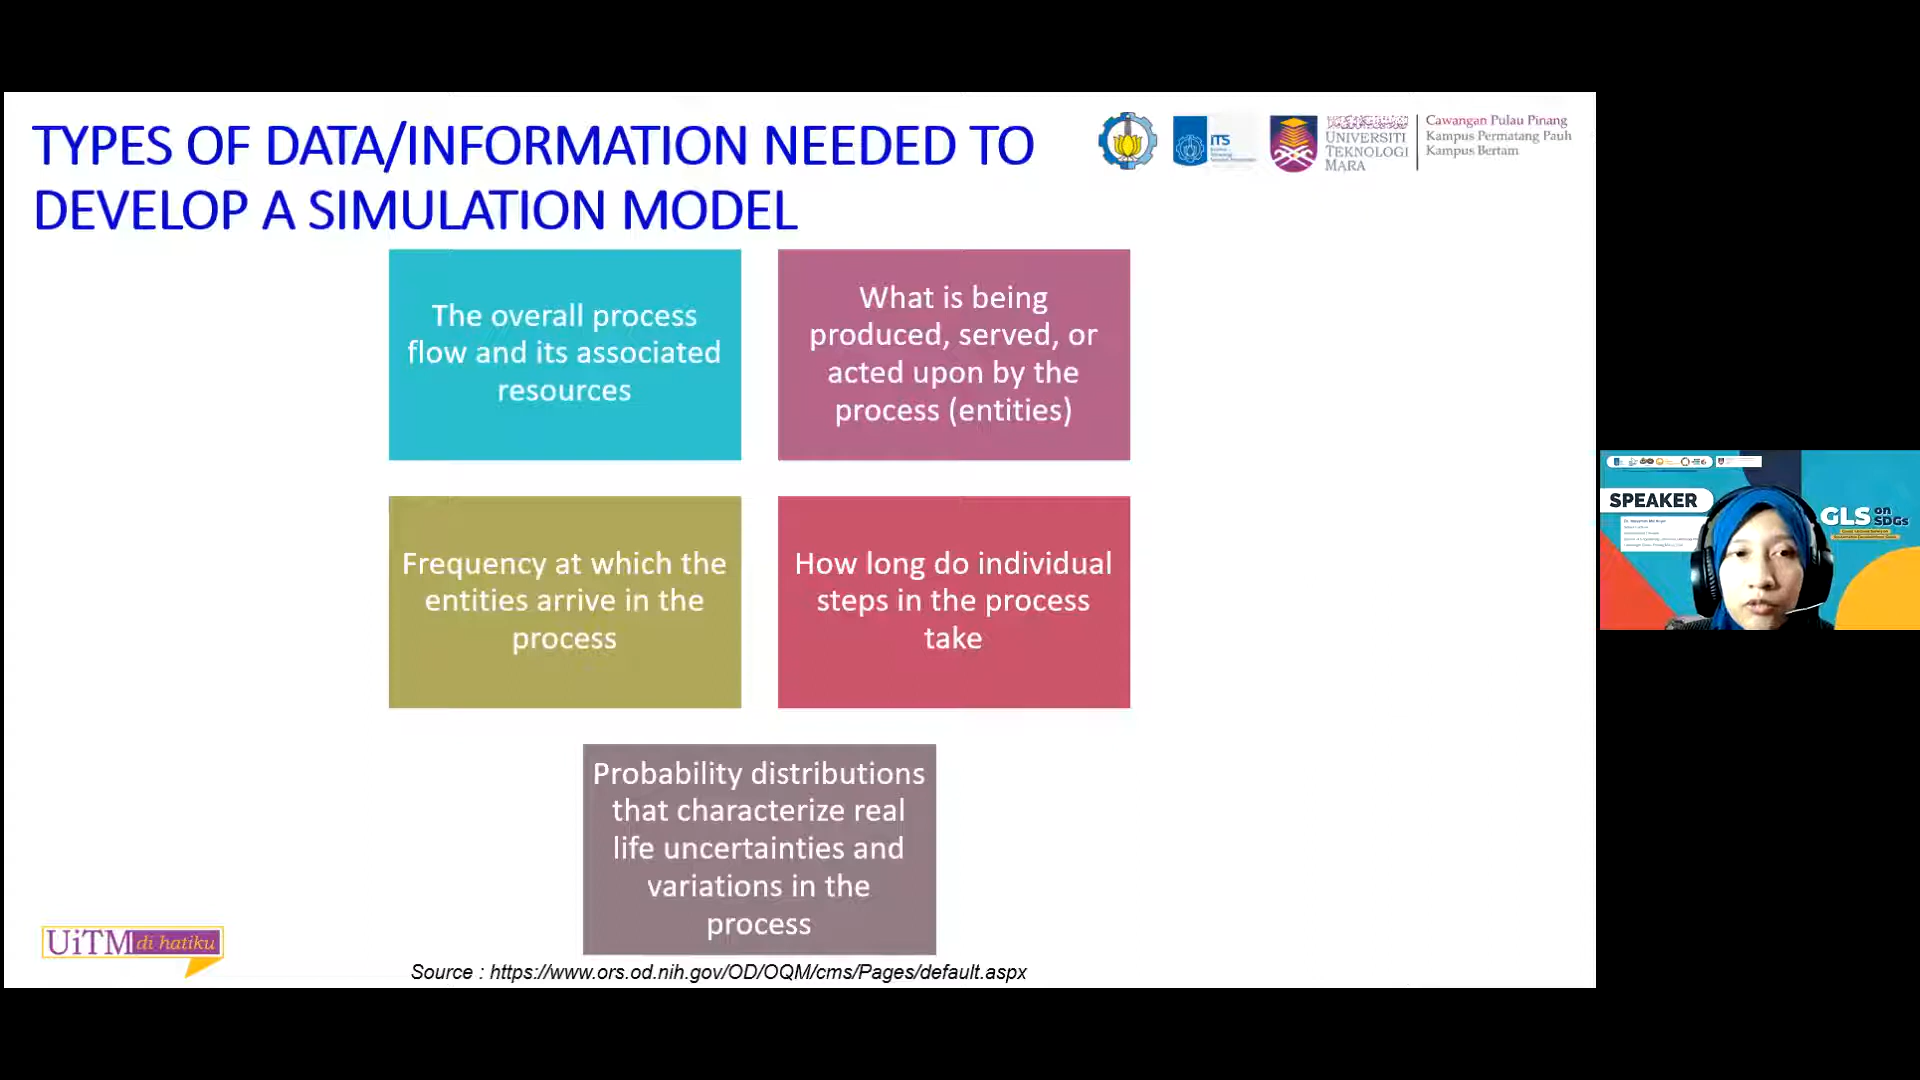 TYPES OF DATA/INFORMATION NEEDED TO
DEVELOP A SIMULATION MODEL
ITS
UNIVERSITI
TEKNOLOGI
MARA
Cawangan Pulau Pinang
Kampus Permatang Pauh
Kampus Bertam
The overall process
flow and its associated
resources
What is being
produced, served, or
acted upon by the
process (entities)
Frequency at which the
entities arrive in the
process
How long do individual
steps in the process
take
Probability distributions
that characterize real
life uncertainties and
variations in the
process
UiTM di hatiku
Source : https://www.ors.od.nih.gov/OD/OQM/cms/Pages/default.aspx
SPEAKER
GLS on
SDGs